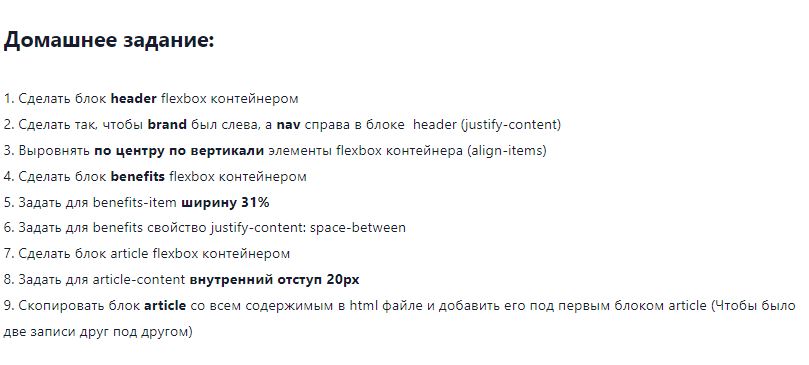 Домашнее задание:
1. Сделать блок header flexbox контейнером
2. Сделать так, чтобы brand был слева, а nav справа в блоке header (justify-content)
3. Выровнять по центру по вертикали элементы flexbox контейнера (align-items)
4. Сделать блок benefits flexbox контейнером
5. Задать для benefits-item ширину 31%
6. Задать для benefits свойство justify-content: space-between
7. Сделать блок article flexbox контейнером
8. Задать для article-content внутренний отступ 20px
9. Скопировать блок article со всем содержимым в html файле и добавить его под первым блоком article (Чтобы было
две записи друг под другом)